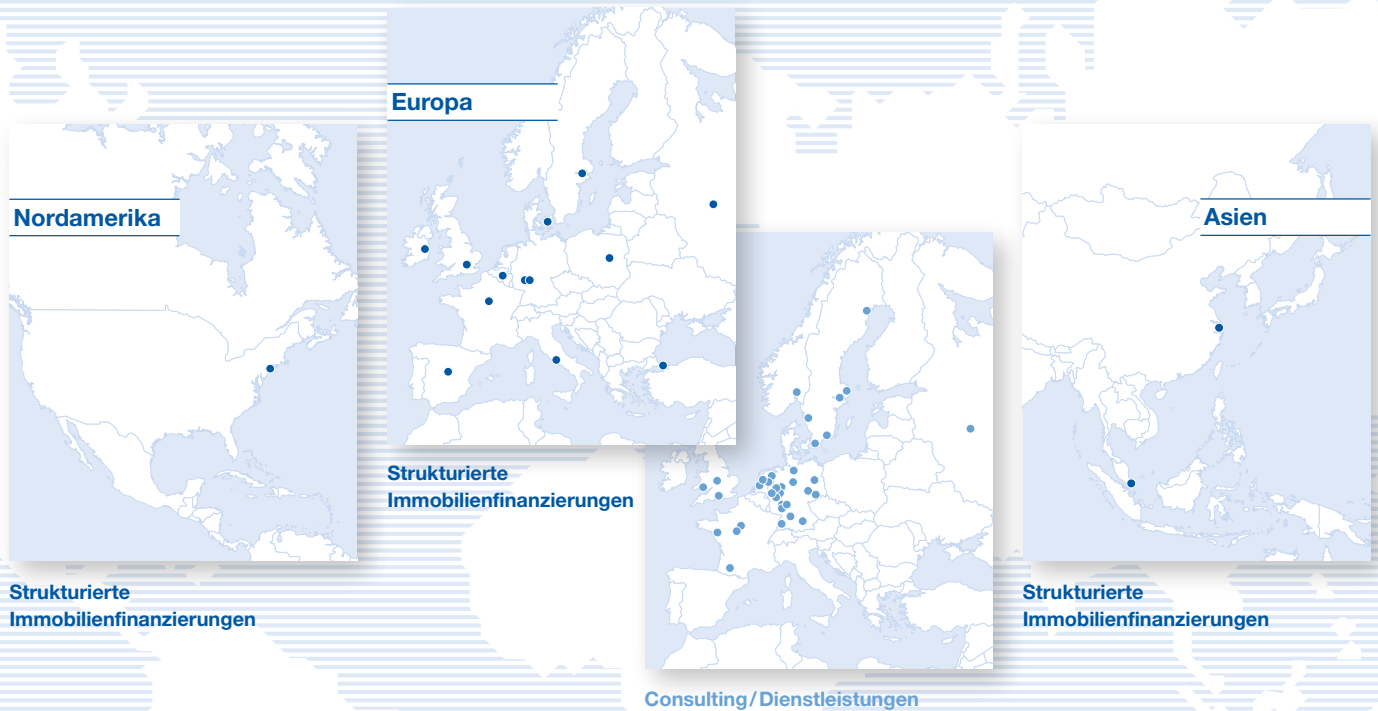 Europa
Nordamerika
Asien
Strukturierte
Immobilienfinanzierungen
Strukturierte
Immobilienfinanzierungen
Strukturierte
Immobilienfinanzierungen
Consulting/Dienstleistungen